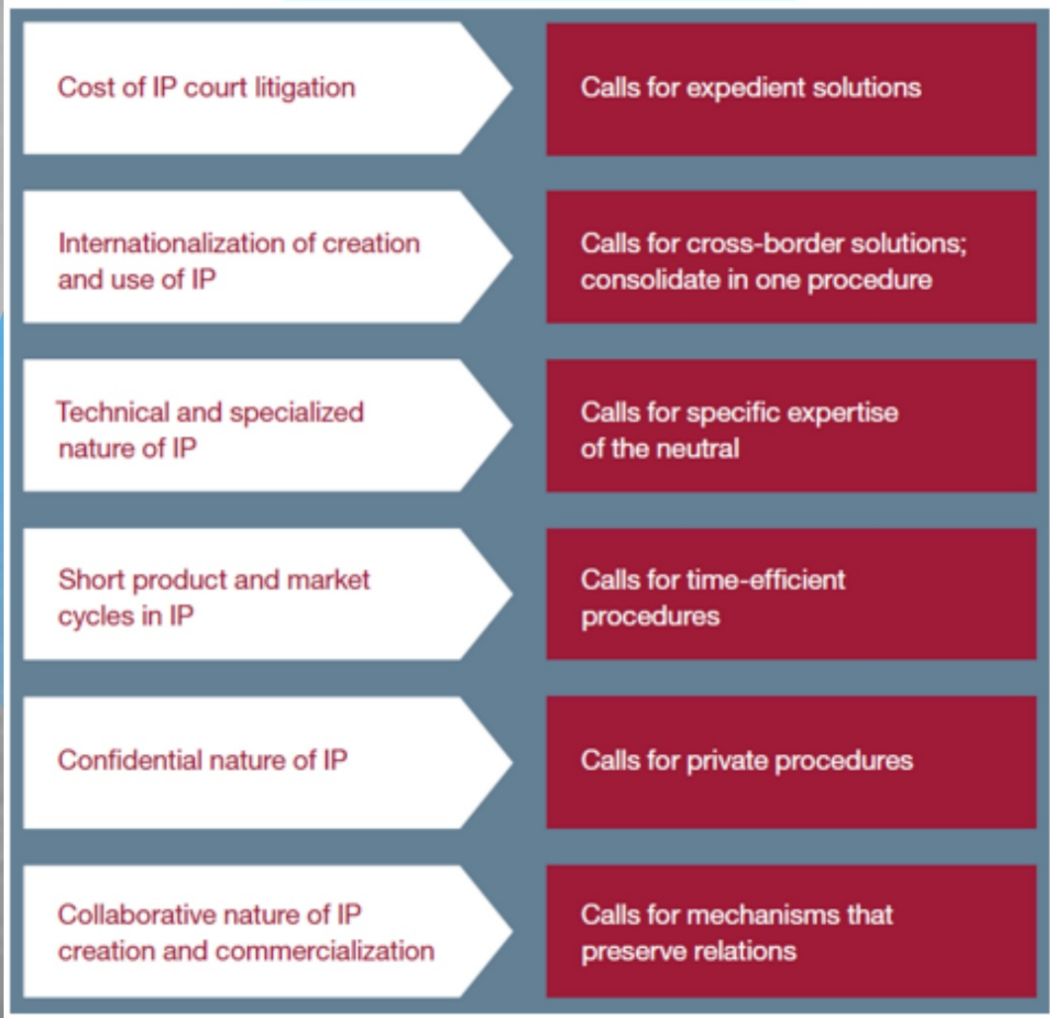 Cost of IP court litigation
Calls for expedient solutions
Internationalization of creation
and use of IP
Calls for cross-border solutions;
consolidate in one procedure
Technical and specialized
nature of IP
Calls for specific expertise
of the neutral
Short product and market
cycles in IP
Calls for time-efficient
procedures
Confidential nature of IP
Calls for private procedures
Collaborative nature of IP
creation and commercialization
Calls for mechanisms that
preserve relations